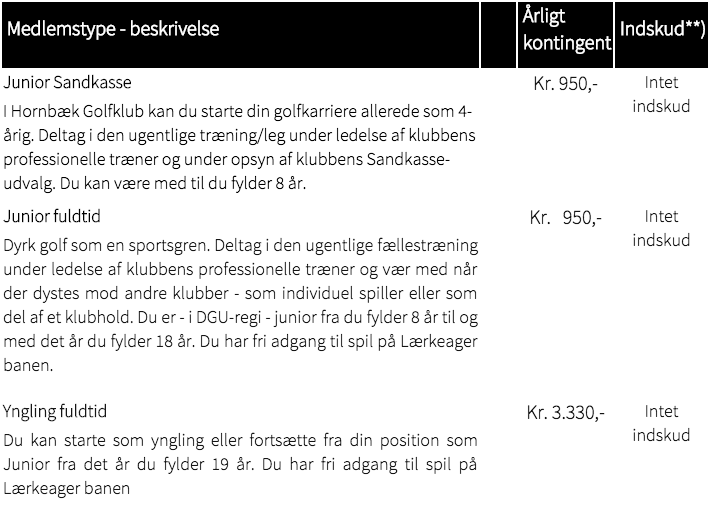 Medlemstype - beskrivelse
Årligt
kontingent
Indskud**)
Junior Sandkasse
Kr. 950,-
Intet
indskud
I Hornbæk Golfklub kan du starte din golfkarriere allerede som 4-
årig. Deltag i den ugentlige træning/leg under ledelse af klubbens
professionelle træner og under opsyn af klubbens Sandkasse-
udvalg. Du kan være med til du fylder 8 år.
Junior fuldtid
Kr. 950,-
Intet
indskud
Dyrk golf som en sportsgren. Deltag i den ugentlige fællestræning
under ledelse af klubbens professionelle træner og vær med når
der dystes mod andre klubber - som individuel spiller eller som
del af et klubhold. Du er - i DGU-regi - junior fra du fylder 8 år til og
med det år du fylder 18 år. Du har fri adgang til spil på Lærkeager
banen.
Yngling fuldtid
Kr. 3.330,-
Intet
indskud
Du kan starte som yngling eller fortsætte fra din position som
Junior fra det år du fylder 19 år. Du har fri adgang til spil på
Lærkeager banen